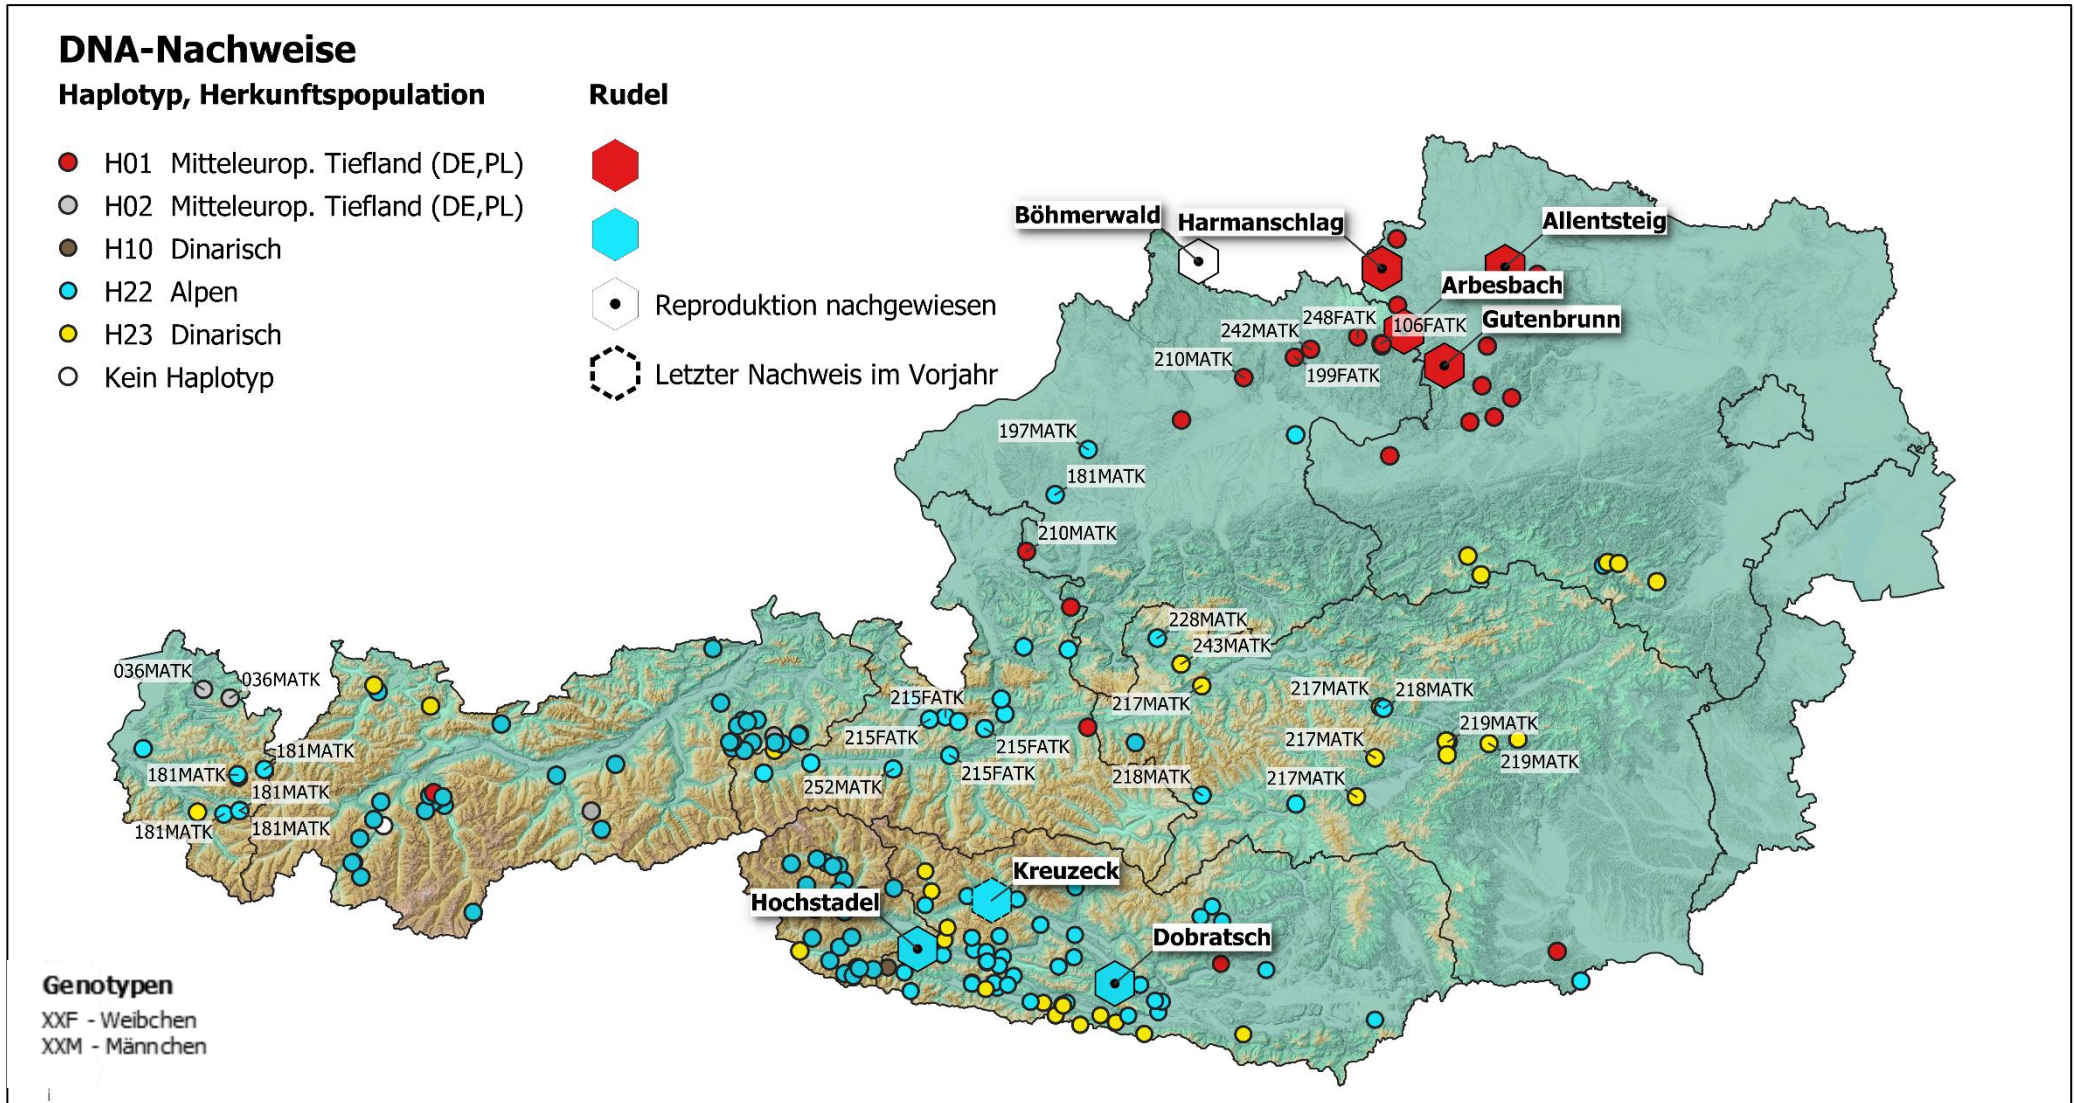 DNA-Nachweise
Haplotyp, Herkunftspopulation
Rudel
H01 Mitteleurop. Tiefland (DE,PL)
H02 Mitteleurop. Tiefland (DE,PL)
H10 Dinarisch
H22 Alpen
H23 Dinarisch
Kein Haplotyp
Reproduktion nachgewiesen
Letzter Nachweis im Vorjahr
Böhmerwald
Harmanschlag
Allentsteig
Arbesbach
Gutenbrunn
248FATK
106FATK
242MATK
210MATK
199FATK
197MATK
181MATK
210MATK
228MATK
243MATK
217MATK
036MATK
036MATK
215FATK
215FATK
215FATK
215FATK
217MATK
218MATK
219MATK
217MATK
219MATK
218MATK
217MATK
252MATK
181MATK
181MATK
181MATK
181MATK
181MATK
Kreuzeck
Hochstadel
Dobratsch
Genotypen
XXF - Weibchen
XXM - Männchen